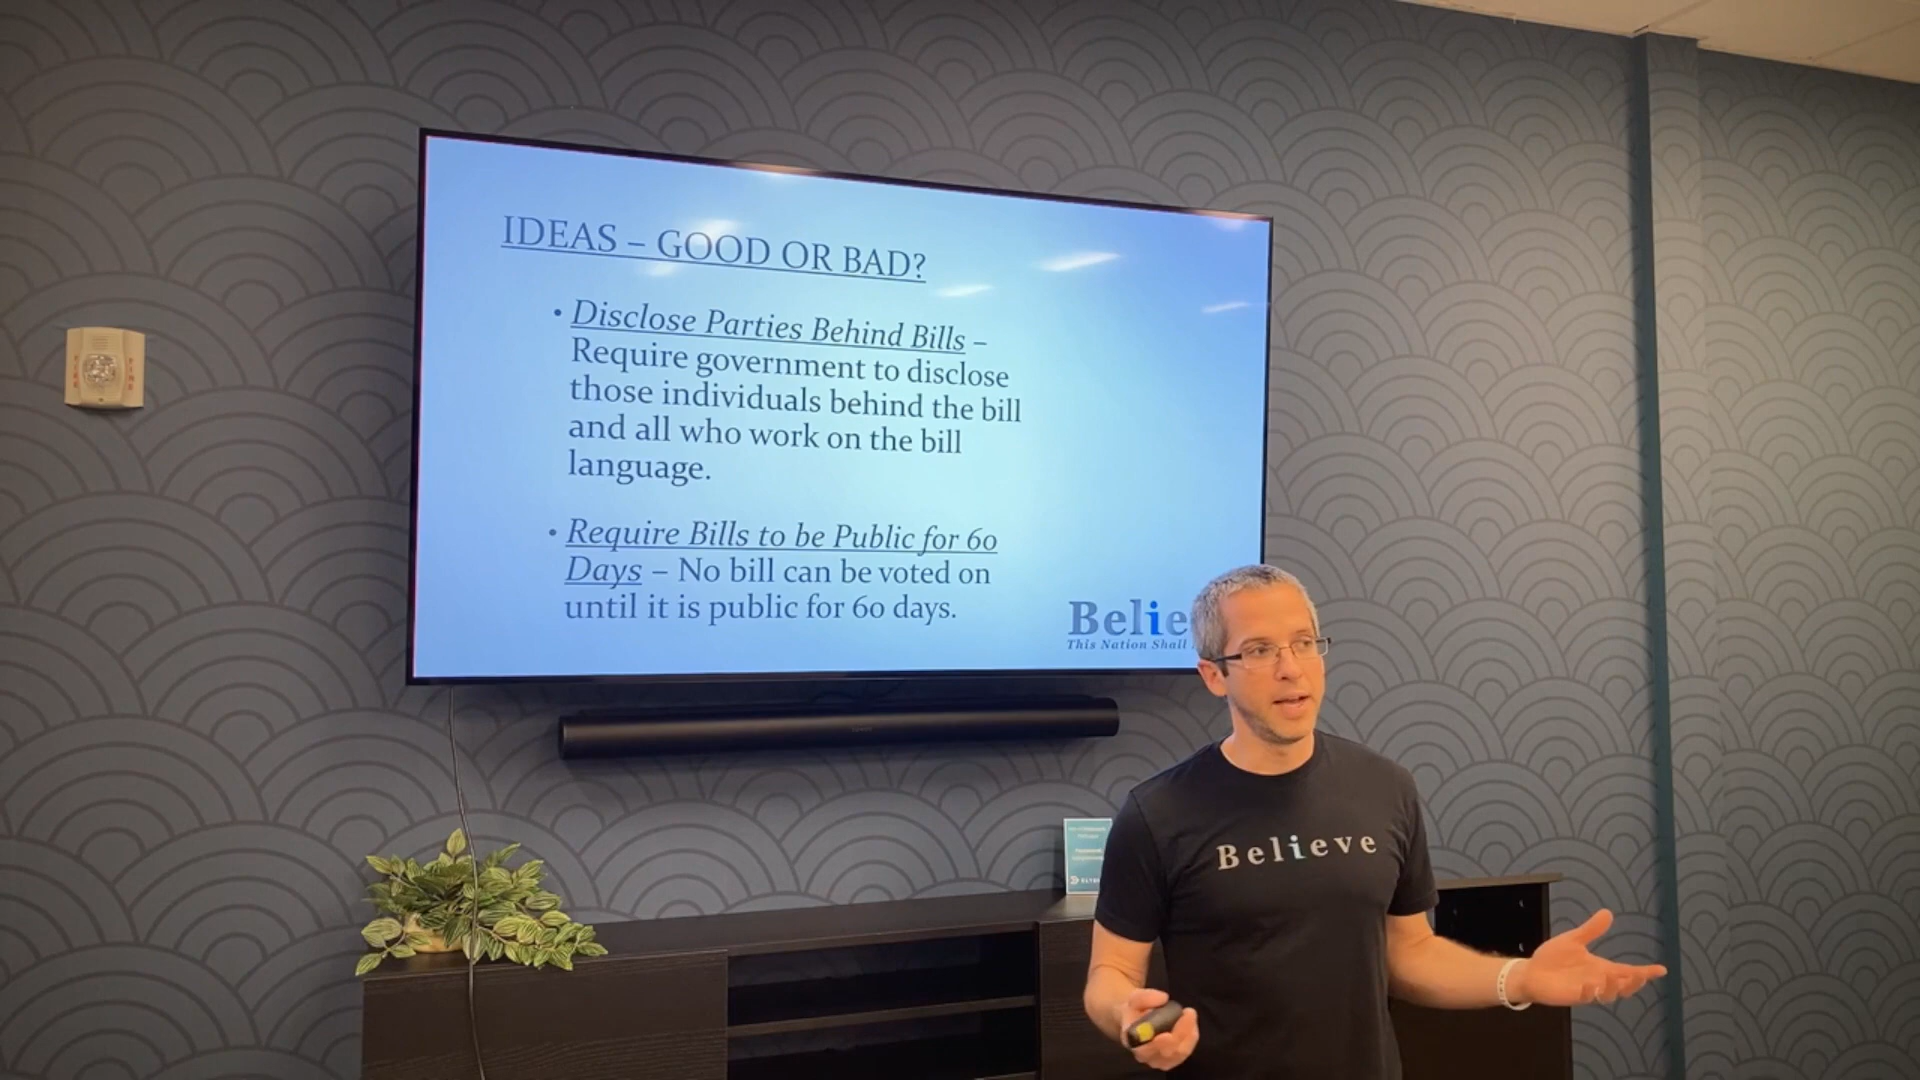 IDEAS – GOOD OR BAD?
• Disclose Parties Behind Bills –
Require government to disclose
those individuals behind the bill
and all who work on the bill
language.
• Require Bills to be Public for 60
Days – No bill can be voted on
until it is public for 60 days.
Belie
This Nation Shall
Believe
FIRE
FIRE